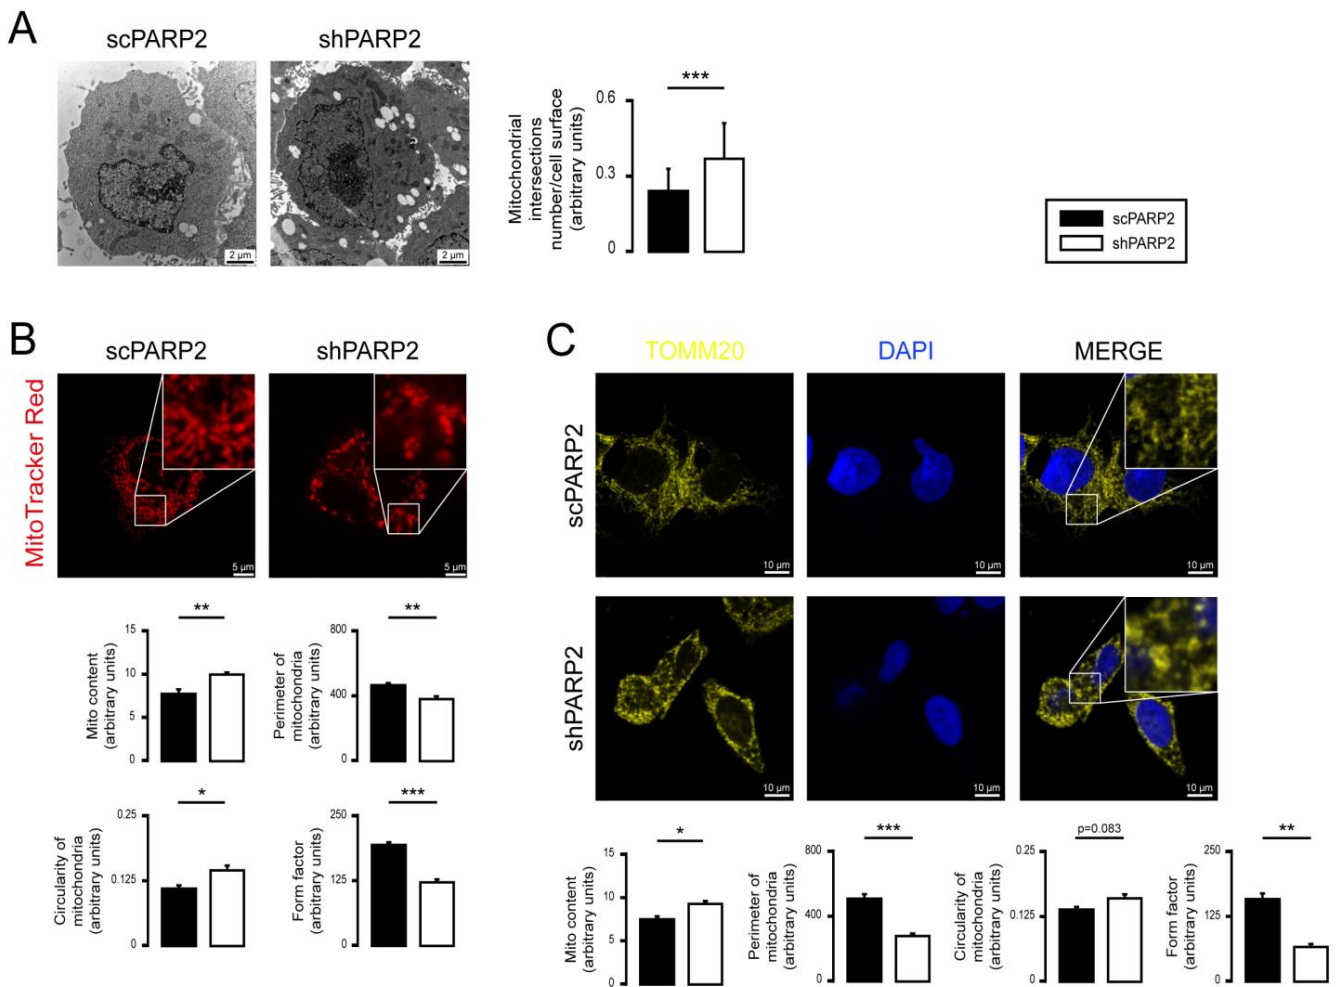 A
scPARP2
shPARP2
2 µm
2 µm
Mitochondrial
intersections
number/cell surface
(arbitrary units)
0.6
0.3
0
***
scPARP2
shPARP2
B
scPARP2
shPARP2
MitoTracker Red
5 µm
5 µm
Mito content
(arbitrary units)
15
10
5
0
**
Perimeter of
mitochondria
(arbitrary units)
800
400
0
**
Circularity of
mitochondria
(arbitrary units)
0.25
0.125
0
*
Form factor
(arbitrary units)
250
125
0
***
C
TOMM20
DAPI
MERGE
scPARP2
10 µm
10 µm
10 µm
shPARP2
10 µm
10 µm
10 µm
Mito content
(arbitrary units)
15
10
5
0
*
Perimeter of
mitochondria
(arbitrary units)
800
400
0
***
Circularity of
mitochondria
(arbitrary units)
0.25
0.125
0
p=0.083
Form factor
(arbitrary units)
250
125
0
**